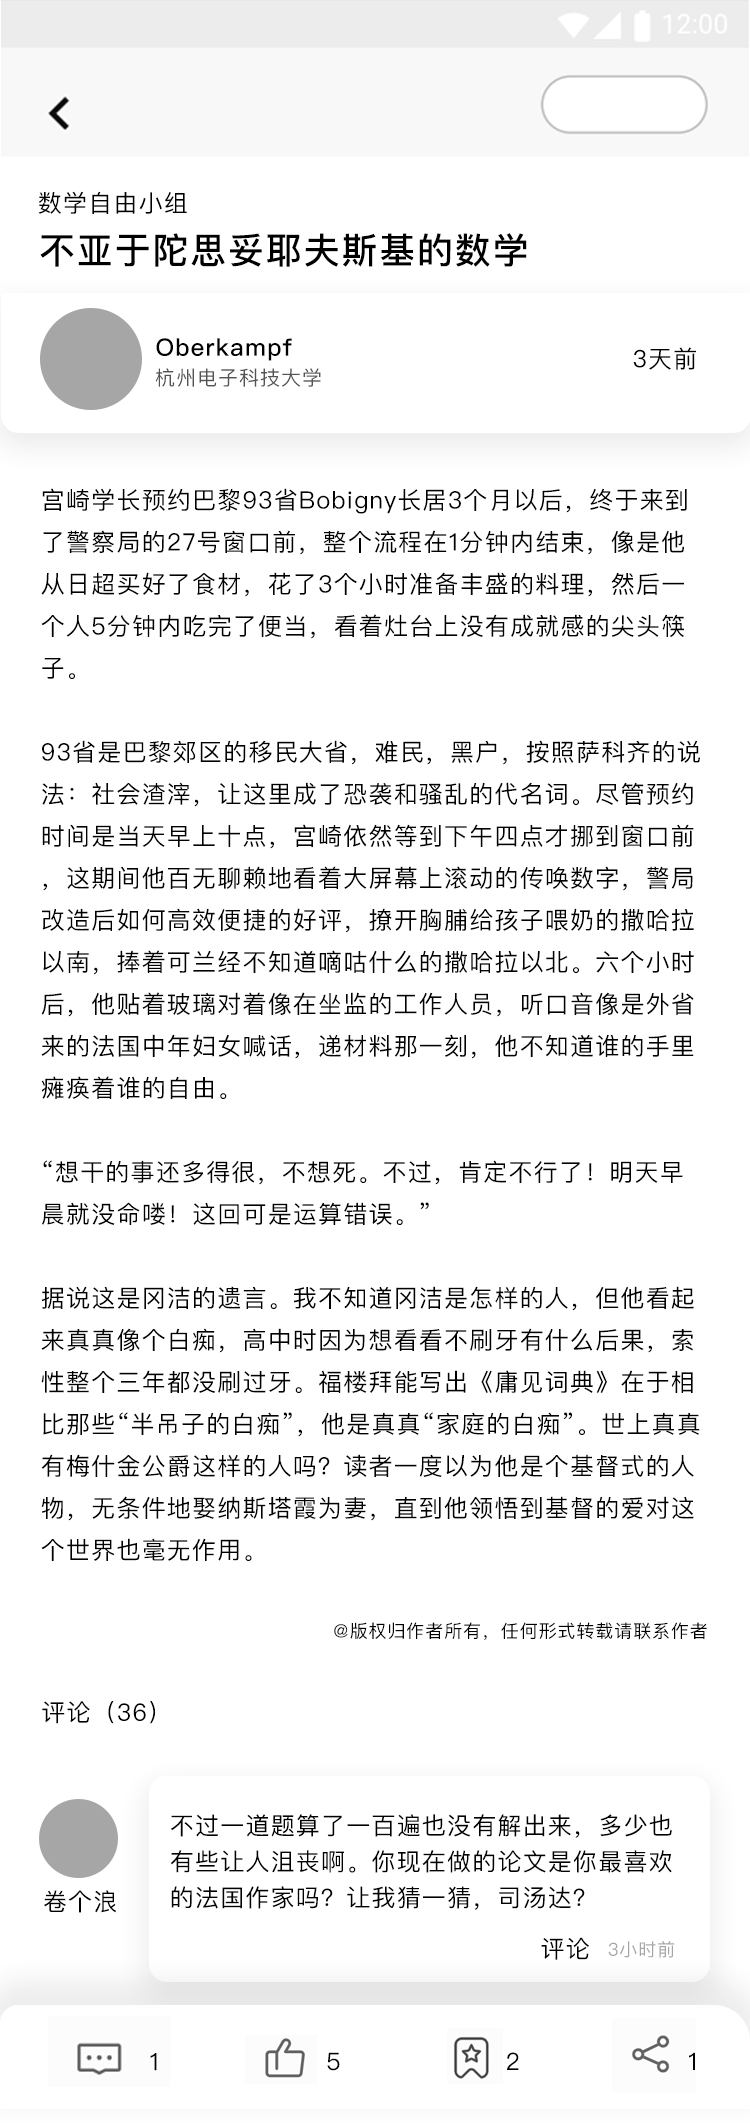 12:00
数学自由小组
不亚于陀思妥耶夫斯基的数学
Oberkampf
杭州电子科技大学
3天前
宫崎学长预约巴黎93省Bobigny长居3个月以后，终于来到
了警察局的27号窗口前，整个流程在1分钟内结束，像是他
从日超买好了食材，花了3个小时准备丰盛的料理，然后一
个人5分钟内吃完了便当，看着灶台上没有成就感的尖头筷
子。
93省是巴黎郊区的移民大省，难民，黑户，按照萨科齐的说
法：社会渣滓，让这里成了恐袭和骚乱的代名词。尽管预约
时间是当天早上十点，宫崎依然等到下午四点才挪到窗口前
，这期间他百无聊赖地看着大屏幕上滚动的传唤数字，警局
改造后如何高效便捷的好评，撩开胸脯给孩子喂奶的撒哈拉
以南，捧着可兰经不知道嘀咕什么的撒哈拉以北。六个小时
后，他贴着玻璃对着像在坐监的工作人员，听口音像是外省
来的法国中年妇女喊话，递材料那一刻，他不知道谁的手里
瘫痪着谁的自由。
“想干的事还多得很，不想死。不过，肯定不行了！明天早
晨就没命喽！这回可是运算错误。”
据说这是冈洁的遗言。我不知道冈洁是怎样的人，但他看起
来真真像个白痴，高中时因为想看看不刷牙有什么后果，索
性整个三年都没刷过牙。福楼拜能写出《庸见词典》在于相
比那些“半吊子的白痴”，他是真真“家庭的白痴”。世上真真
有梅什金公爵这样的人吗？读者一度以为他是个基督式的人
物，无条件地娶纳斯塔霞为妻，直到他领悟到基督的爱对这
个世界也毫无作用。
@版权归作者所有，任何形式转载请联系作者
评论（36）
不过一道题算了一百遍也没有解出来，多少也
有些让人沮丧啊。你现在做的论文是你最喜欢
的法国作家吗？让我猜一猜，司汤达？
卷个浪
评论 3小时前
1 5 2 1